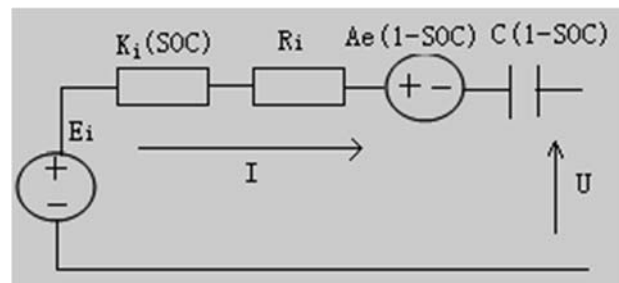 Ki(SOC) Ri Ae(1-SOC) C(1-SOC)
+ -
Ei
+
I
-
U